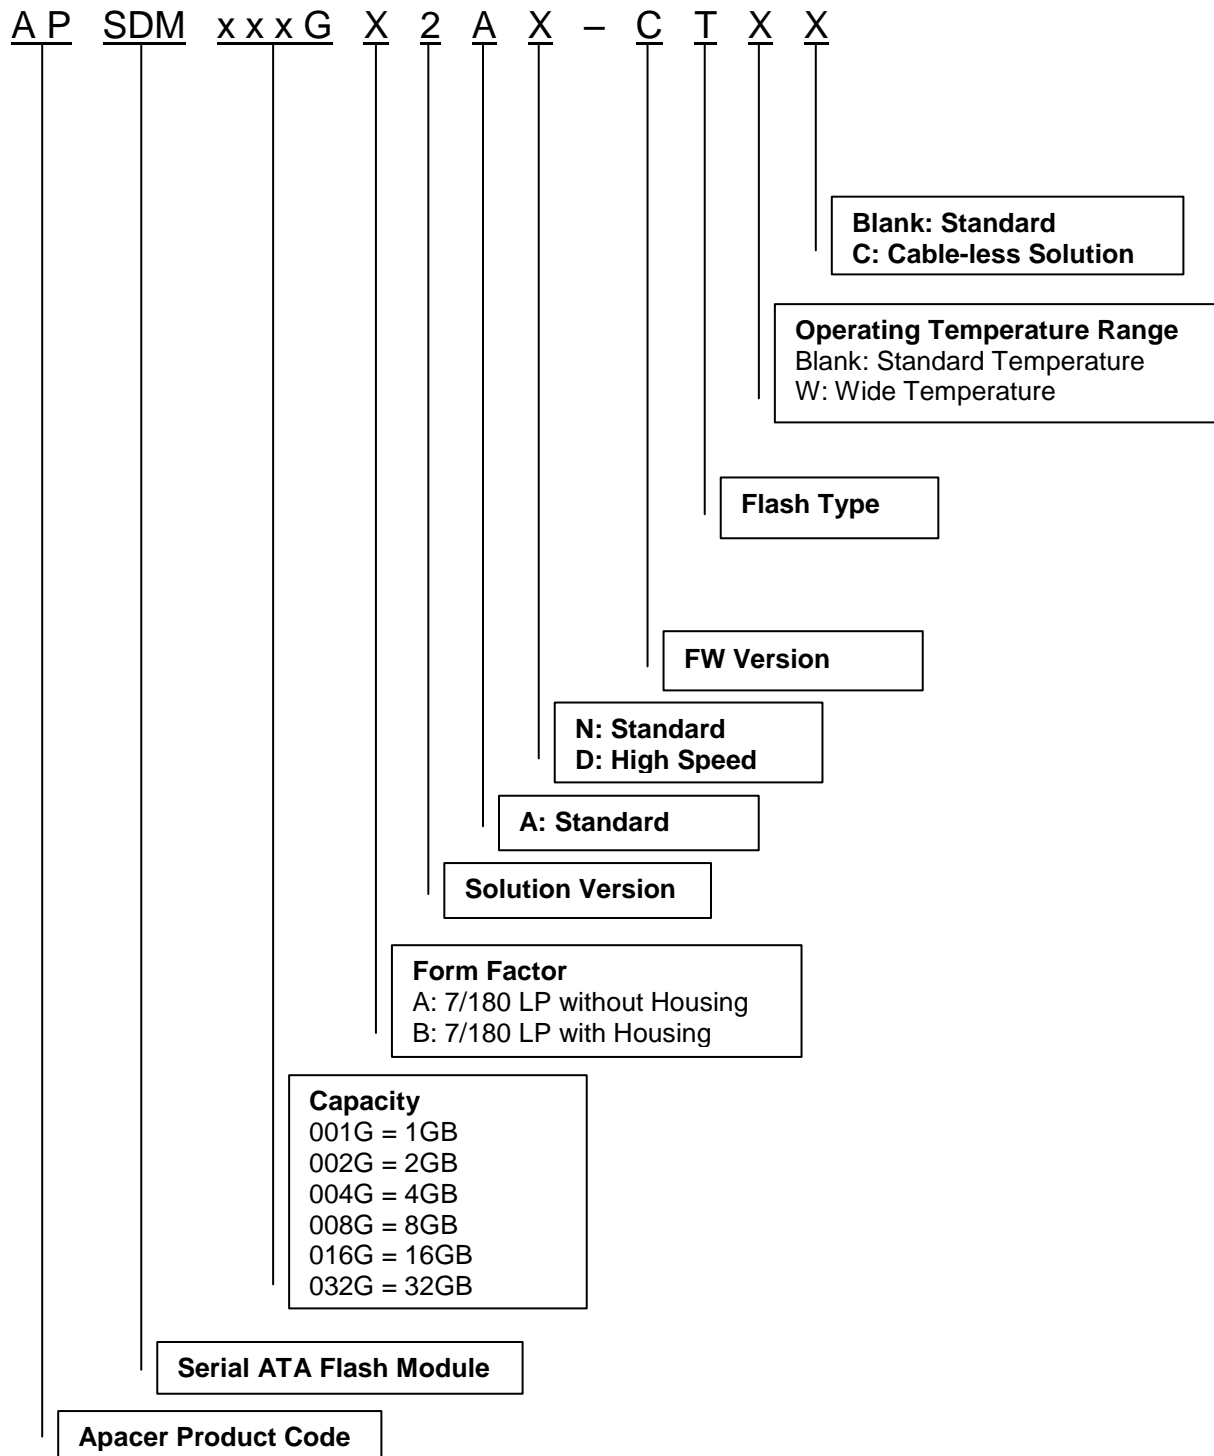 A P SDM x x x G X 2 A X – C T X X
Blank: Standard
C: Cable-less Solution
Operating Temperature Range
Blank: Standard Temperature
W: Wide Temperature
Flash Type
FW Version
N: Standard
D: High Speed
A: Standard
Solution Version
Form Factor
A: 7/180 LP without Housing
B: 7/180 LP with Housing
Capacity
001G = 1GB
002G = 2GB
004G = 4GB
008G = 8GB
016G = 16GB
032G = 32GB
Serial ATA Flash Module
Apacer Product Code